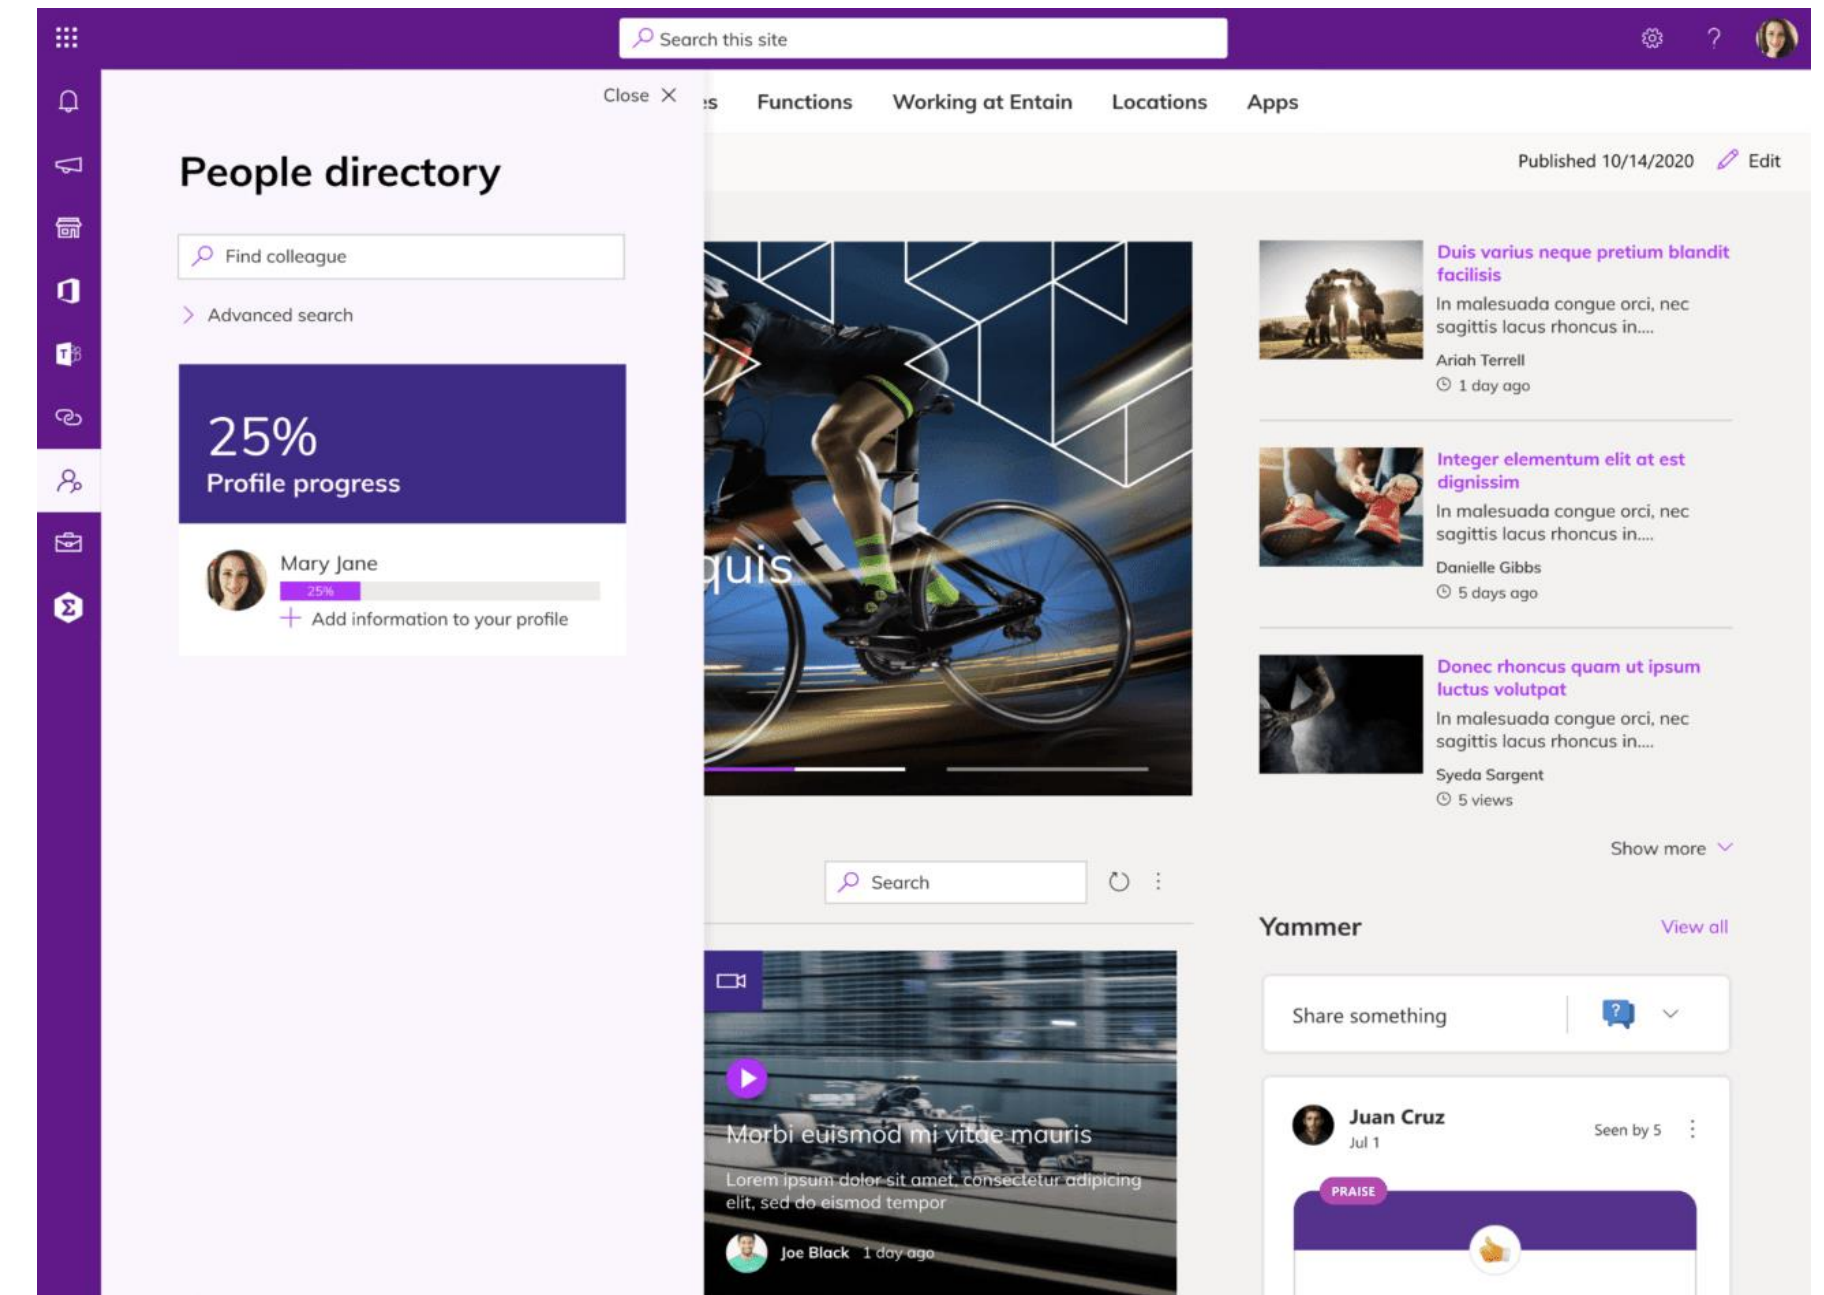 Search this site
?
Close
Functions
Working at Entain
Locations
Apps
Published 10/14/2020
Edit
People directory
Find colleague
Advanced search
25%
Profile progress
Mary Jane
25%
Add information to your profile
quis
Duis varius neque pretium blandit
facilisis
In malesuada congue orci, nec
sagittis lacus rhoncus in....
Ariah Terrell
1 day ago
Integer elementum elit at est
dignissim
In malesuada congue orci, nec
sagittis lacus rhoncus in....
Danielle Gibbs
5 days ago
Donec rhoncus quam ut ipsum
luctus volutpat
In malesuada congue orci, nec
sagittis lacus rhoncus in....
Syeda Sargent
5 views
Show more
Search
Morbi euismod mi vitae mauris
Lorem ipsum dolor sit amet, consectetur adipicing
elit, sed do eismod tempor
Joe Black 1 day ago
Yammer
View all
Share something
Juan Cruz
Jul 1
Seen by 5
PRAISE